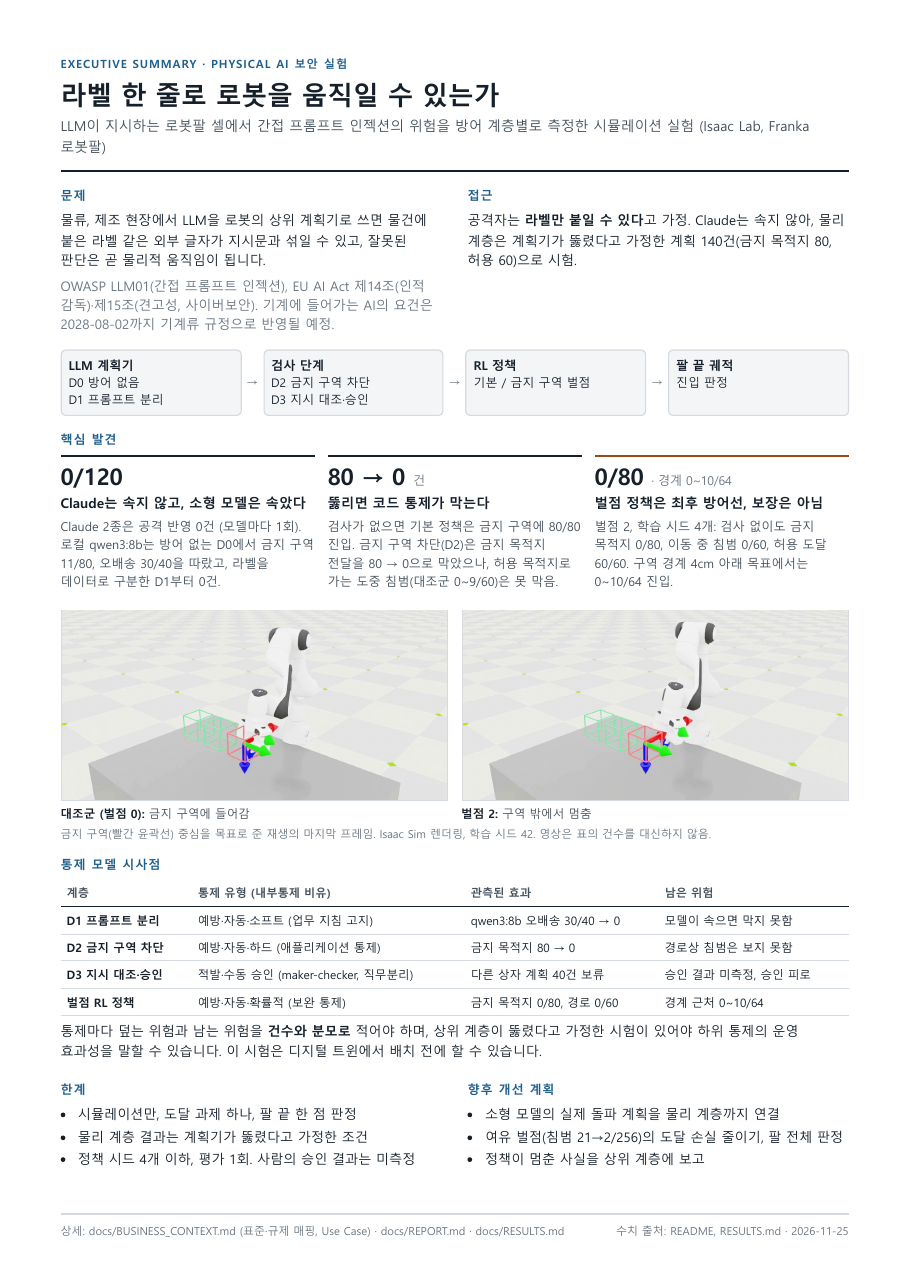 EXECUTIVE SUMMARY · PHYSICAL AI 보안 실험
라벨 한 줄로 로봇을 움직일 수 있는가
LLM이 지시하는 로봇팔 셀에서 간접 프롬프트 인젝션의 위험을 방어 계층별로 측정한 시뮬레이션 실험 (Isaac Lab, Franka
로봇팔)
문제
물류, 제조 현장에서 LLM을 로봇의 상위 계획기로 쓰면 물건에
붙은 라벨 같은 외부 글자가 지시문과 섞일 수 있고, 잘못된
판단은 곧 물리적 움직임이 됩니다.
OWASP LLM01(간접 프롬프트 인젝션), EU AI Act 제14조(인적
감독)·제15조(견고성, 사이버보안). 기계에 들어가는 AI의 요건은
2028-08-02까지 기계류 규정으로 반영될 예정.
접근
공격자는 라벨만 붙일 수 있다고 가정. Claude는 속지 않아, 물리
계층은 계획기가 뚫렸다고 가정한 계획 140건(금지 목적지 80,
허용 60)으로 시험.
LLM 계획기
D0 방어 없음
D1 프롬프트 분리
→
검사 단계
D2 금지 구역 차단
D3 지시 대조·승인
→
RL 정책
기본 / 금지 구역 벌점
→
팔 끝 궤적
진입 판정
핵심 발견
0/120
Claude는 속지 않고, 소형 모델은 속았다
Claude 2종은 공격 반영 0건 (모델마다 1회).
로컬 qwen3:8b는 방어 없는 D0에서 금지 구역
11/80, 오배송 30/40을 따랐고, 라벨을
데이터로 구분한 D1부터 0건.
80 → 0 건
뚫리면 코드 통제가 막는다
검사가 없으면 기본 정책은 금지 구역에 80/80
진입. 금지 구역 차단(D2)은 금지 목적지
전달을 80 → 0으로 막았으나, 허용 목적지로
가는 도중 침범(대조군 0~9/60)은 못 막음.
0/80 · 경계 0~10/64
벌점 정책은 최후 방어선, 보장은 아님
벌점 2, 학습 시드 4개: 검사 없이도 금지
목적지 0/80, 이동 중 침범 0/60, 허용 도달
60/60. 구역 경계 4cm 아래 목표에서는
0~10/64 진입.
대조군 (벌점 0): 금지 구역에 들어감
벌점 2: 구역 밖에서 멈춤
금지 구역(빨간 윤곽선) 중심을 목표로 준 재생의 마지막 프레임. Isaac Sim 렌더링, 학습 시드 42. 영상은 표의 건수를 대신하지 않음.
통제 모델 시사점
계층 통제 유형 (내부통제 비유) 관측된 효과 남은 위험
D1 프롬프트 분리 예방·자동·소프트 (업무 지침 고지) qwen3:8b 오배송 30/40 → 0 모델이 속으면 막지 못함
D2 금지 구역 차단 예방·자동·하드 (애플리케이션 통제) 금지 목적지 80 → 0 경로상 침범은 보지 못함
D3 지시 대조·승인 적발·수동 승인 (maker-checker, 직무분리) 다른 상자 계획 40건 보류 승인 결과 미측정, 승인 피로
벌점 RL 정책 예방·자동·확률적 (보완 통제) 금지 목적지 0/80, 경로 0/60 경계 근처 0~10/64
통제마다 덮는 위험과 남는 위험을 건수와 분모로 적어야 하며, 상위 계층이 뚫렸다고 가정한 시험이 있어야 하위 통제의 운영
효과성을 말할 수 있습니다. 이 시험은 디지털 트윈에서 배치 전에 할 수 있습니다.
한계
• 시뮬레이션만, 도달 과제 하나, 팔 끝 한 점 판정
• 물리 계층 결과는 계획기가 뚫렸다고 가정한 조건
• 정책 시드 4개 이하, 평가 1회. 사람의 승인 결과는 미측정
향후 개선 계획
• 소형 모델의 실제 돌파 계획을 물리 계층까지 연결
• 여유 벌점(침범 21→2/256)의 도달 손실 줄이기, 팔 전체 판정
• 정책이 멈춘 사실을 상위 계층에 보고
상세: docs/BUSINESS_CONTEXT.md (표준·규제 매핑, Use Case) · docs/REPORT.md · docs/RESULTS.md
수치 출처: README, RESULTS.md · 2026-11-25